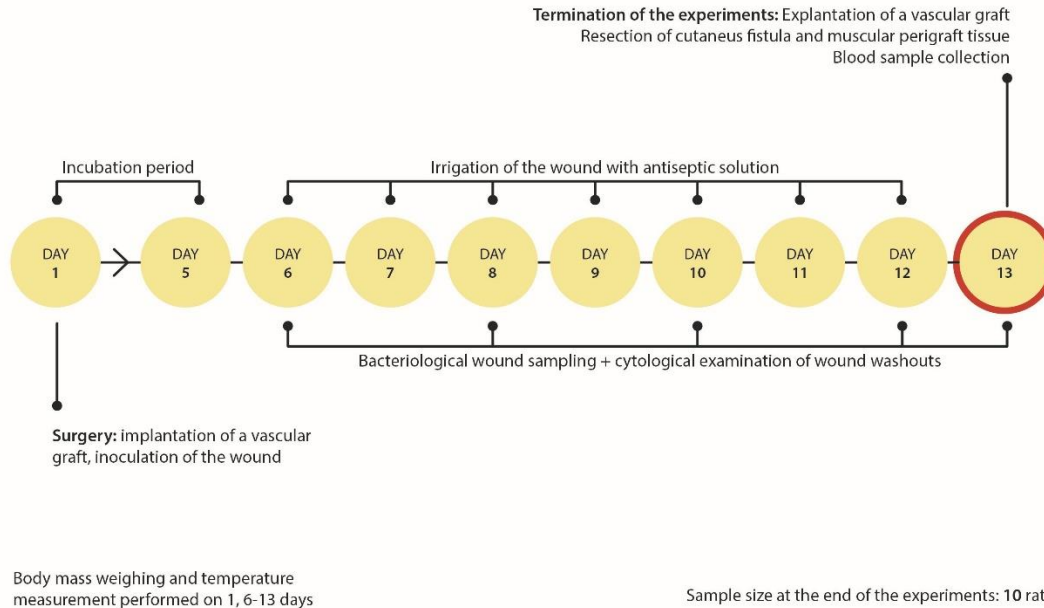 Termination of the experiments: Explantation of a vascular graft
Resection of cutaneus fistula and muscular perigraft tissue
Blood sample collection
Incubation period
Irrigation of the wound with antiseptic solution
DAY
1
DAY
5
DAY
6
DAY
7
DAY
8
DAY
9
DAY
10
DAY
11
DAY
12
DAY
13
Bacteriological wound sampling + cytological examination of wound washouts
Surgery: implantation of a vascular
graft, inoculation of the wound
Body mass weighing and temperature
measurement performed on 1, 6-13 days
Sample size at the end of the experiments: 10 rat